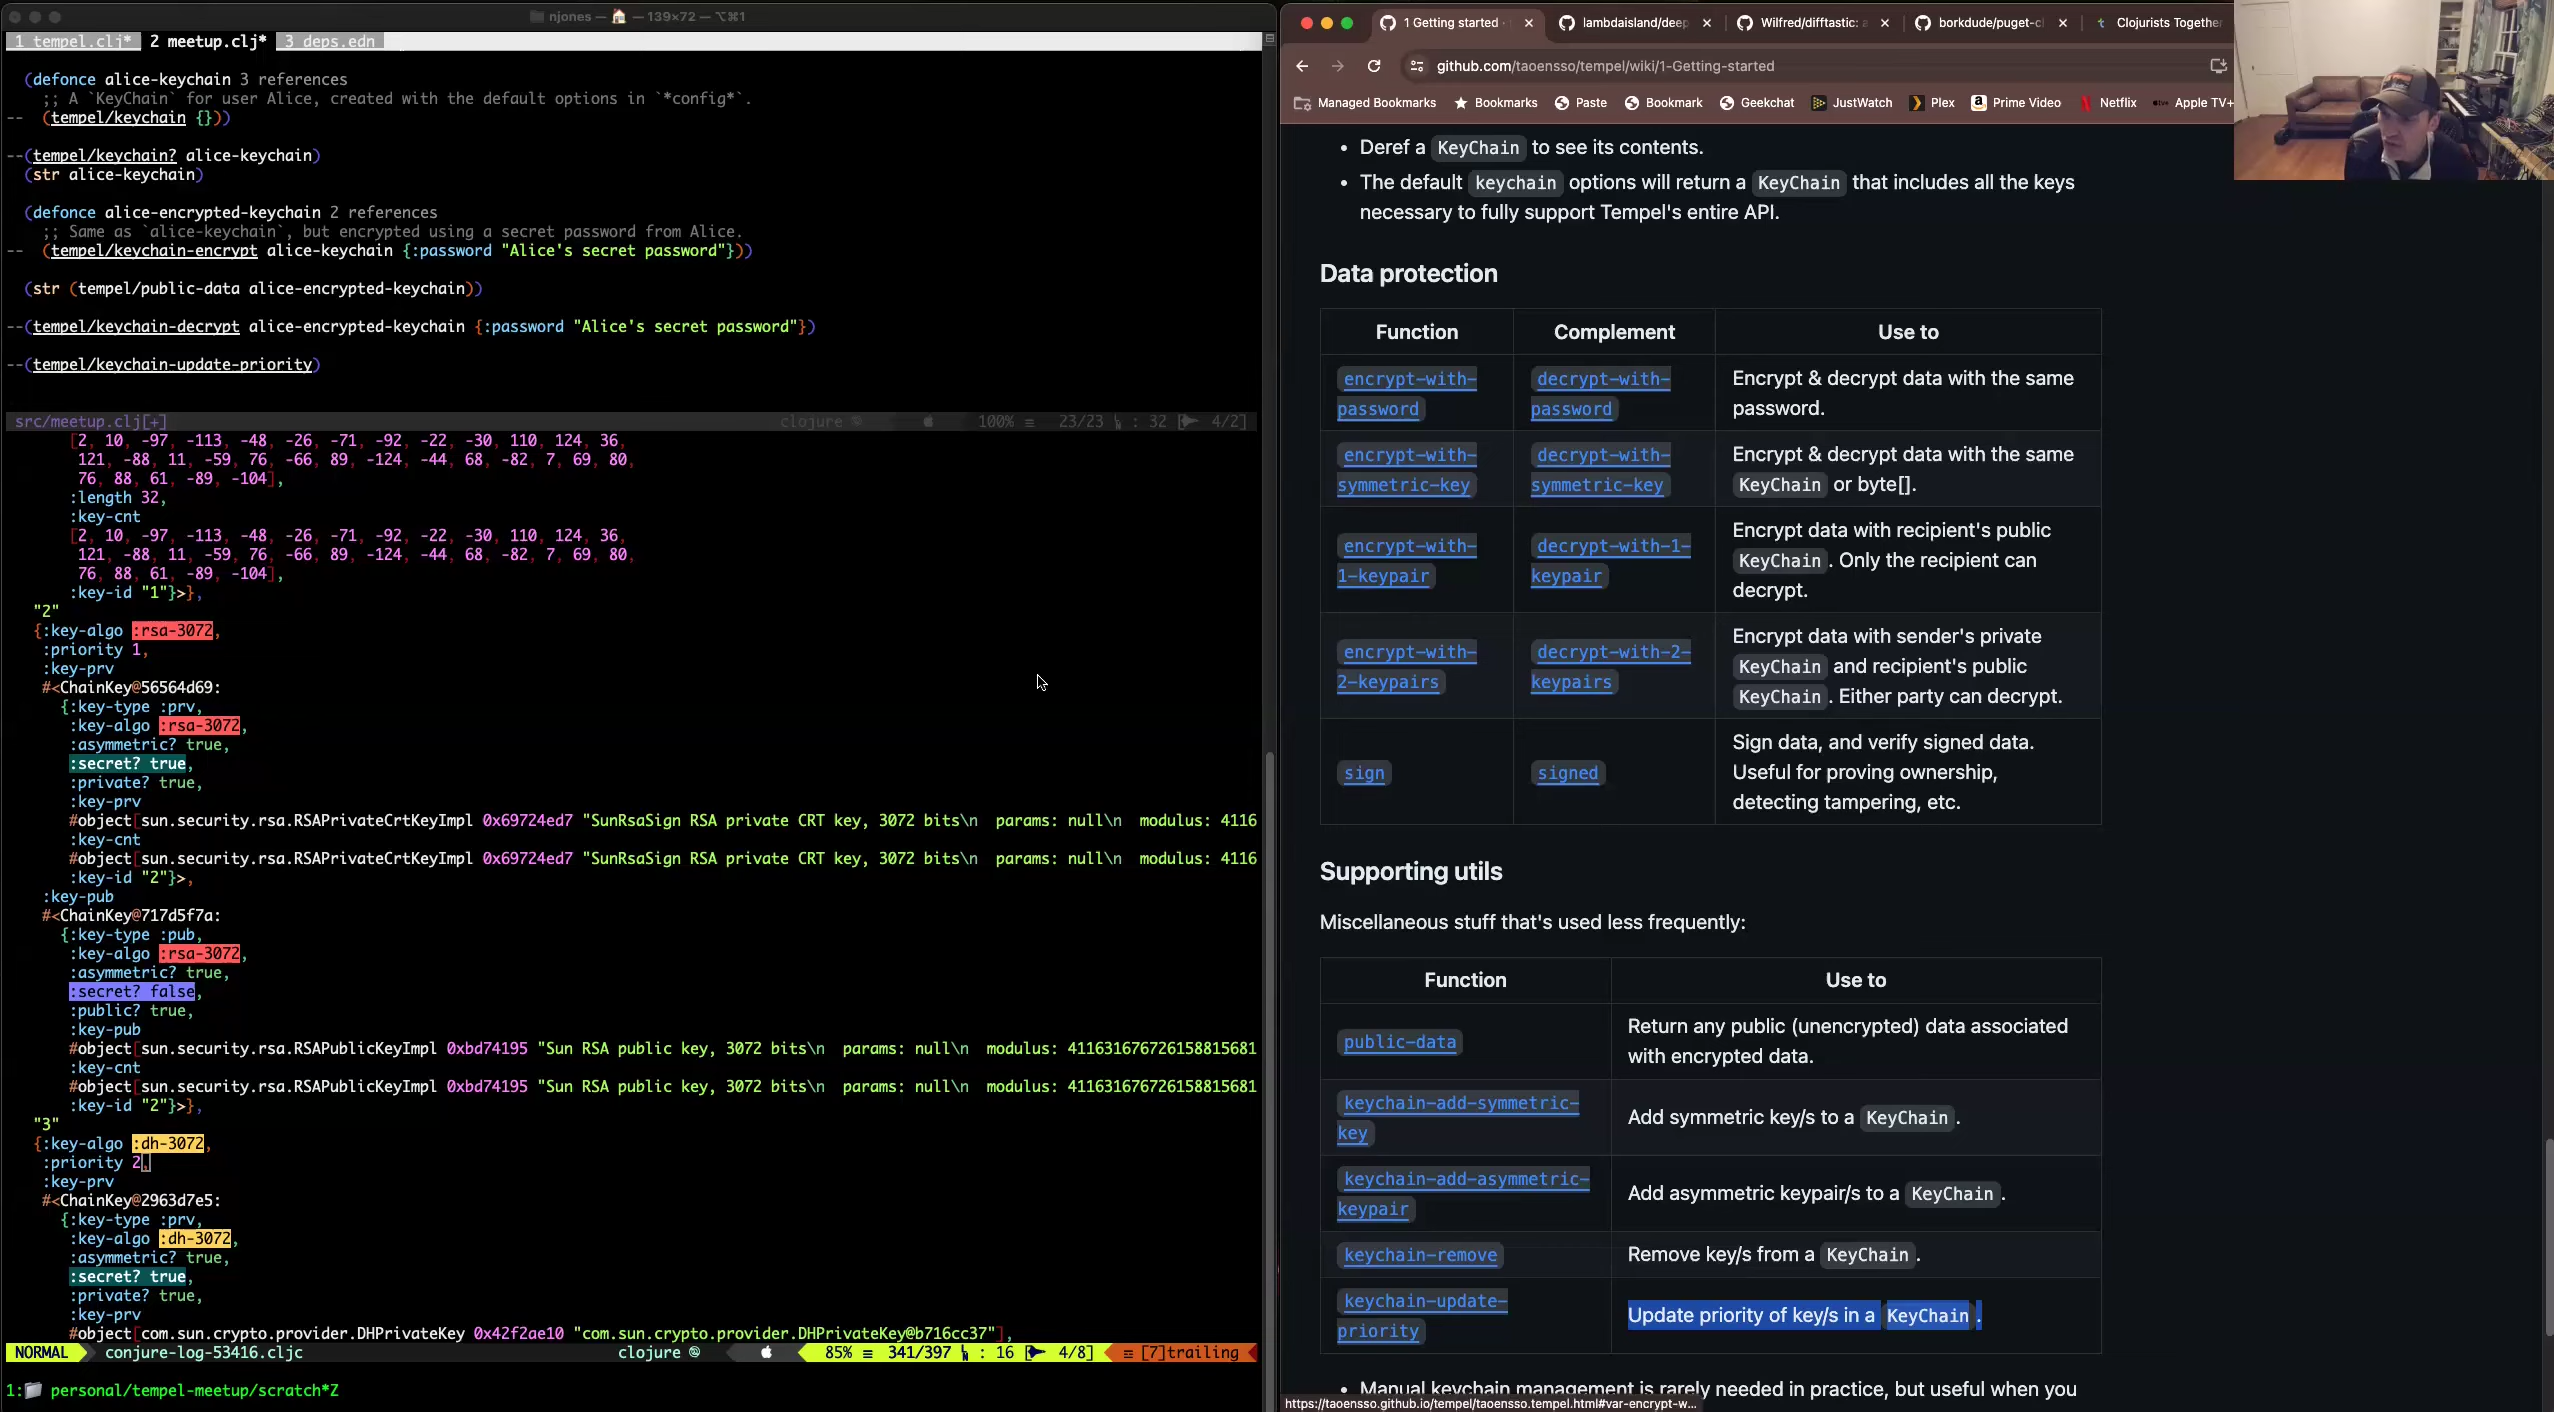 njones — 🏠 — 139×72 — ⌥⌘1
1 tempel.clj* 2 meetup.clj* 3 deps.edn
(defonce alice-keychain 3 references
;; A `KeyChain` for user Alice, created with the default options in `*config*`.
-- (tempel/keychain {}))
--(tempel/keychain? alice-keychain)
(str alice-keychain)
(defonce alice-encrypted-keychain 2 references
;; Same as `alice-keychain`, but encrypted using a secret password from Alice.
-- (tempel/keychain-encrypt alice-keychain {:password "Alice's secret password"}))
(str (tempel/public-data alice-encrypted-keychain))
--(tempel/keychain-decrypt alice-encrypted-keychain {:password "Alice's secret password"})
--(tempel/keychain-update-priority)
src/meetup.clj[+] clojure 100% ≡ 23/23 : 32 4/2]
[2, 10, -97, -113, -48, -26, -71, -92, -22, -30, 110, 124, 36,
121, -88, 11, -59, 76, -66, 89, -124, -44, 68, -82, 7, 69, 80,
76, 88, 61, -89, -104],
:length 32,
:key-cnt
[2, 10, -97, -113, -48, -26, -71, -92, -22, -30, 110, 124, 36,
121, -88, 11, -59, 76, -66, 89, -124, -44, 68, -82, 7, 69, 80,
76, 88, 61, -89, -104],
:key-id "1"}>},
"2"
{:key-algo :rsa-3072,
:priority 1,
:key-prv
#<ChainKey@56564d69:
{:key-type :prv,
:key-algo :rsa-3072,
:asymmetric? true,
:secret? true,
:private? true,
:key-prv
#object[sun.security.rsa.RSAPrivateCrtKeyImpl 0x69724ed7 "SunRsaSign RSA private CRT key, 3072 bits\n  params: null\n  modulus: 4116
:key-cnt
#object[sun.security.rsa.RSAPrivateCrtKeyImpl 0x69724ed7 "SunRsaSign RSA private CRT key, 3072 bits\n  params: null\n  modulus: 4116
:key-id "2"}>,
:key-pub
#<ChainKey@717d5f7a:
{:key-type :pub,
:key-algo :rsa-3072,
:asymmetric? true,
:secret? false,
:public? true,
:key-pub
#object[sun.security.rsa.RSAPublicKeyImpl 0xbd74195 "Sun RSA public key, 3072 bits\n  params: null\n  modulus: 411631676726158815681
:key-cnt
#object[sun.security.rsa.RSAPublicKeyImpl 0xbd74195 "Sun RSA public key, 3072 bits\n  params: null\n  modulus: 411631676726158815681
:key-id "2"}>},
"3"
{:key-algo :dh-3072,
:priority 2,
:key-prv
#<ChainKey@2963d7e5:
{:key-type :prv,
:key-algo :dh-3072,
:asymmetric? true,
:secret? true,
:private? true,
:key-prv
#object[com.sun.crypto.provider.DHPrivateKey 0x42f2ae10 "com.sun.crypto.provider.DHPrivateKey@b716cc37"],
NORMAL conjure-log-53416.cljc clojure 85% ≡ 341/397 : 16 4/8] ≡ [7]trailing
1: personal/tempel-meetup/scratch*Z
1 Getting started · lambdaisland/deep Wilfred/difftastic: a borkdude/puget-cl Clojurists Together
github.com/taoensso/tempel/wiki/1-Getting-started
Managed Bookmarks Bookmarks Paste Bookmark Geekchat JustWatch Plex Prime Video Netflix Apple TV+
• Deref a KeyChain to see its contents.
• The default keychain options will return a KeyChain that includes all the keys
necessary to fully support Tempel's entire API.
Data protection
Function Complement Use to
encrypt-with- decrypt-with- Encrypt & decrypt data with the same
password password password.
encrypt-with- decrypt-with- Encrypt & decrypt data with the same
symmetric-key symmetric-key KeyChain or byte[].
Encrypt data with recipient's public
encrypt-with- decrypt-with-1- KeyChain. Only the recipient can
1-keypair keypair decrypt.
Encrypt data with sender's private
encrypt-with- decrypt-with-2- KeyChain and recipient's public
2-keypairs keypairs KeyChain. Either party can decrypt.
Sign data, and verify signed data.
sign signed Useful for proving ownership,
detecting tampering, etc.
Supporting utils
Miscellaneous stuff that's used less frequently:
Function Use to
public-data Return any public (unencrypted) data associated
with encrypted data.
keychain-add-symmetric- Add symmetric key/s to a KeyChain.
key
keychain-add-asymmetric- Add asymmetric keypair/s to a KeyChain.
keypair
keychain-remove Remove key/s from a KeyChain.
keychain-update- Update priority of key/s in a KeyChain.
priority
• Manual keychain management is rarely needed in practice, but useful when you
https://taoensso.github.io/tempel/taoensso.tempel.html#var-encrypt-w...